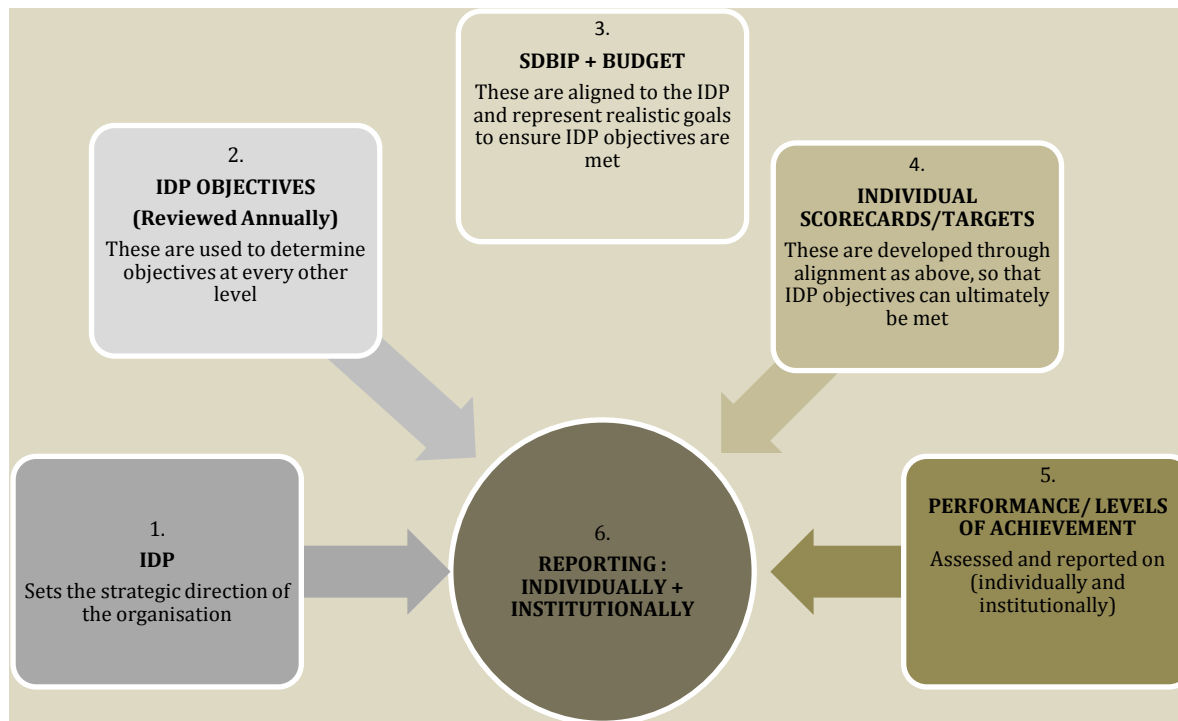 1.
IDP
Sets the strategic direction of
the organisation
2.
IDP OBJECTIVES
(Reviewed Annually)
These are used to determine
objectives at every other
level
3.
SDBIP + BUDGET
These are aligned to the IDP
and represent realistic goals
to ensure IDP objectives are
met
4.
INDIVIDUAL
SCORECARDS/TARGETS
These are developed through
alignment as above, so that
IDP objectives can ultimately
be met
5.
PERFORMANCE/ LEVELS
OF ACHIEVEMENT
Assessed and reported on
(individually and
institutionally)
6.
REPORTING :
INDIVIDUALLY +
INSTITUTIONALLY